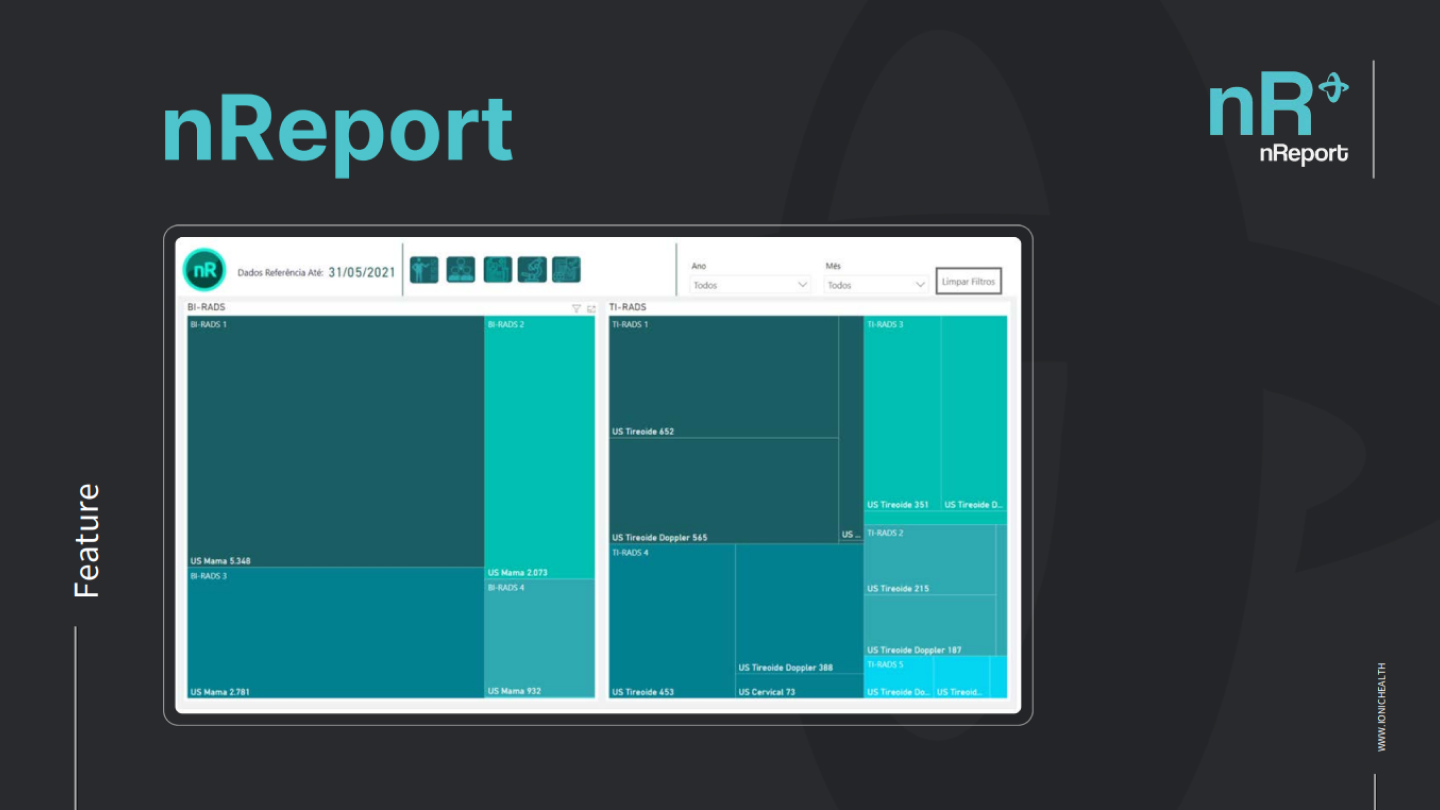 nReport
nR
nReport
nR
Dados Referência Até: 31/05/2021
Ano
Todos
Mês
Todos
Limpar Filtros
BI-RADS
BI-RADS 1
US Mama 5.348
BI-RADS 2
US Mama 2.073
BI-RADS 3
US Mama 2.781
BI-RADS 4
US Mama 932
TI-RADS
TI-RADS 1
US Tireoide 652
US Tireoide Doppler 565
US ...
TI-RADS 3
US Tireoide 351
US Tireoide D...
TI-RADS 4
US Tireoide 453
US Tireoide Doppler 388
US Cervical 73
TI-RADS 2
US Tireoide 215
US Tireoide Doppler 187
TI-RADS 5
US Tireoide Do...
US Tireoid...
Feature
WWW.IONICHEALTH